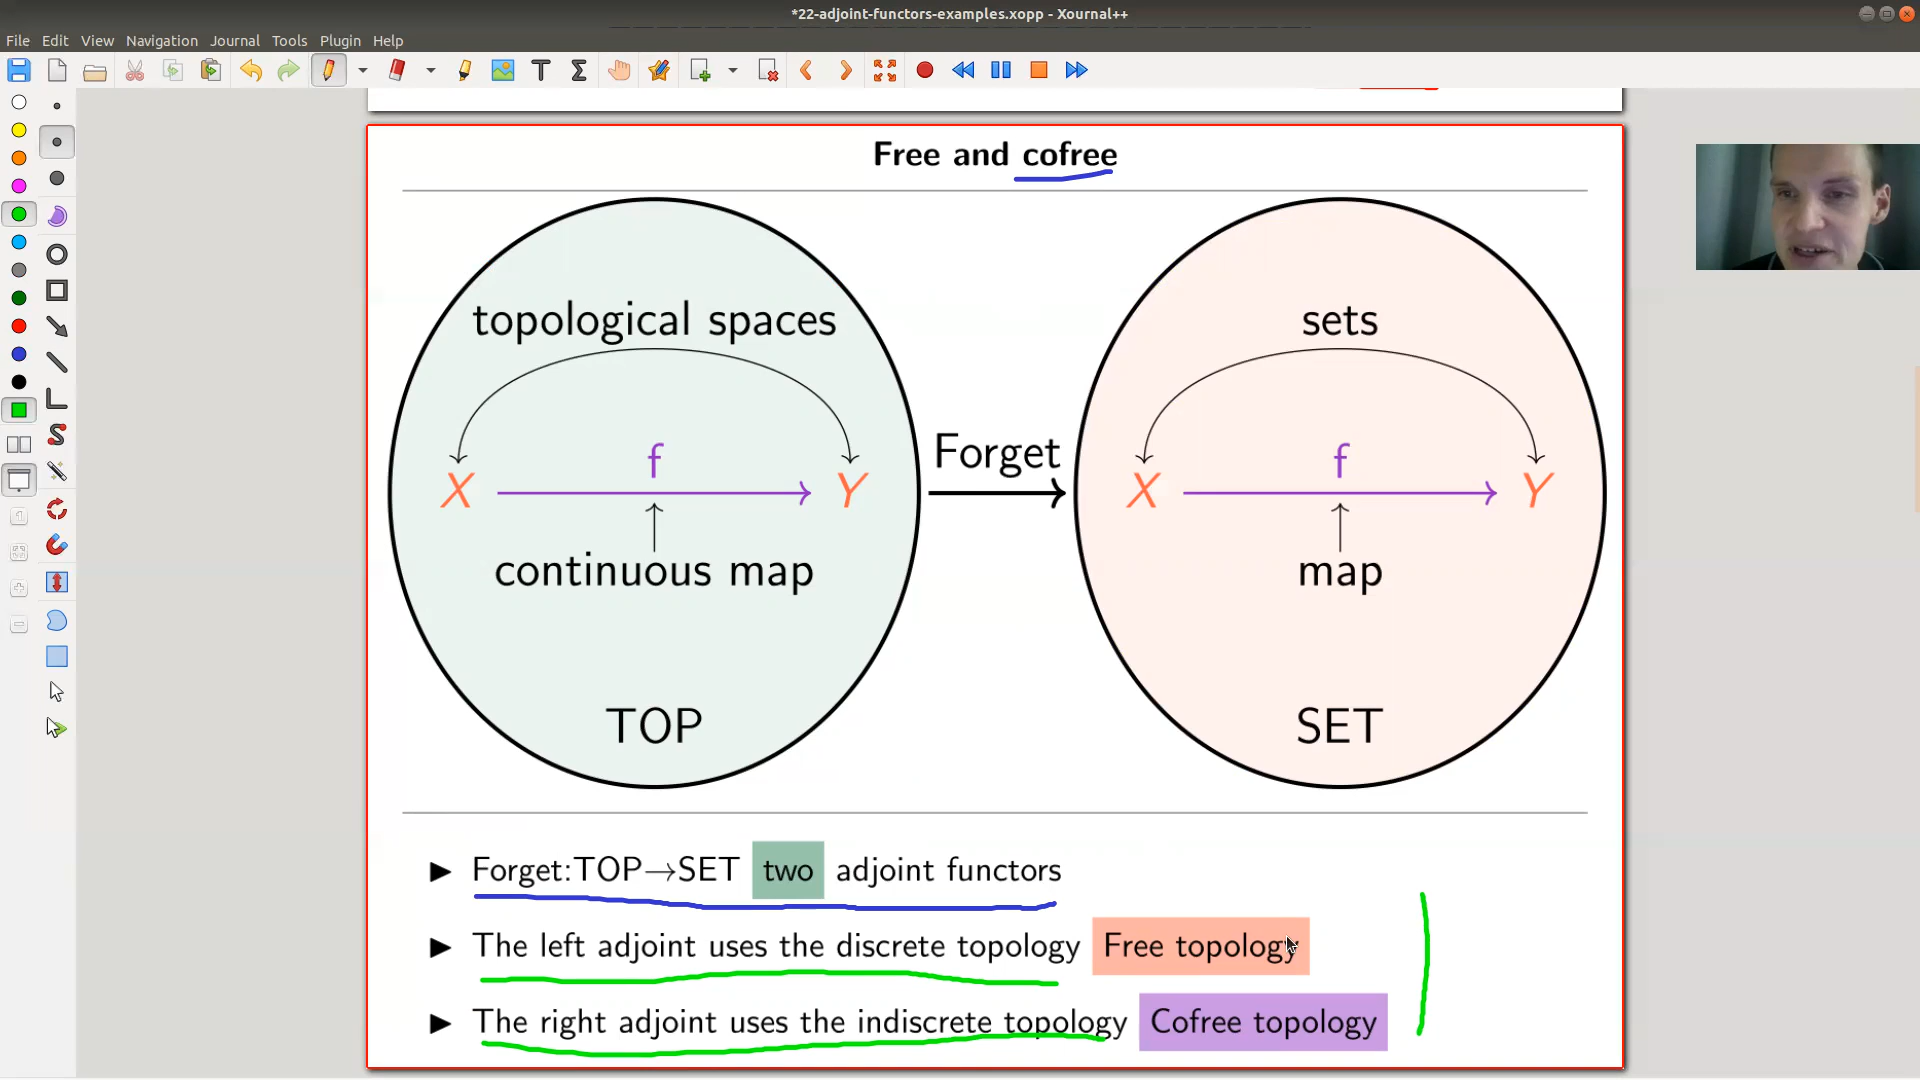 *22-adjoint-functors-examples.xopp - Xournal++
File Edit View Navigation Journal Tools Plugin Help
Free and cofree
topological spaces
sets
f
f
Forget
X
Y
X
Y
continuous map
map
TOP
SET
▶ Forget:TOP→SET two adjoint functors
▶ The left adjoint uses the discrete topology Free topology
▶ The right adjoint uses the indiscrete topology Cofree topology